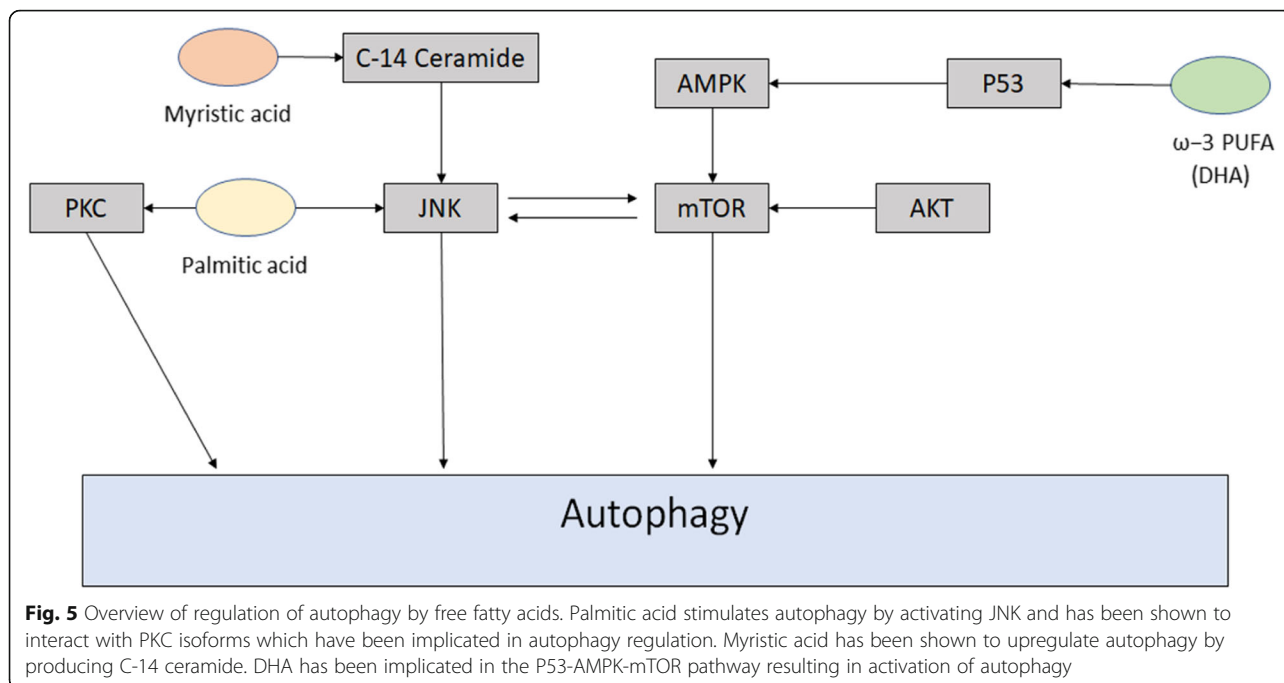 C-14 Ceramide
Myristic acid
AMPK
P53
ω–3 PUFA
(DHA)
PKC
Palmitic acid
JNK
mTOR
AKT
Autophagy
Fig. 5 Overview of regulation of autophagy by free fatty acids. Palmitic acid stimulates autophagy by activating JNK and has been shown to
interact with PKC isoforms which have been implicated in autophagy regulation. Myristic acid has been shown to upregulate autophagy by
producing C-14 ceramide. DHA has been implicated in the P53-AMPK-mTOR pathway resulting in activation of autophagy